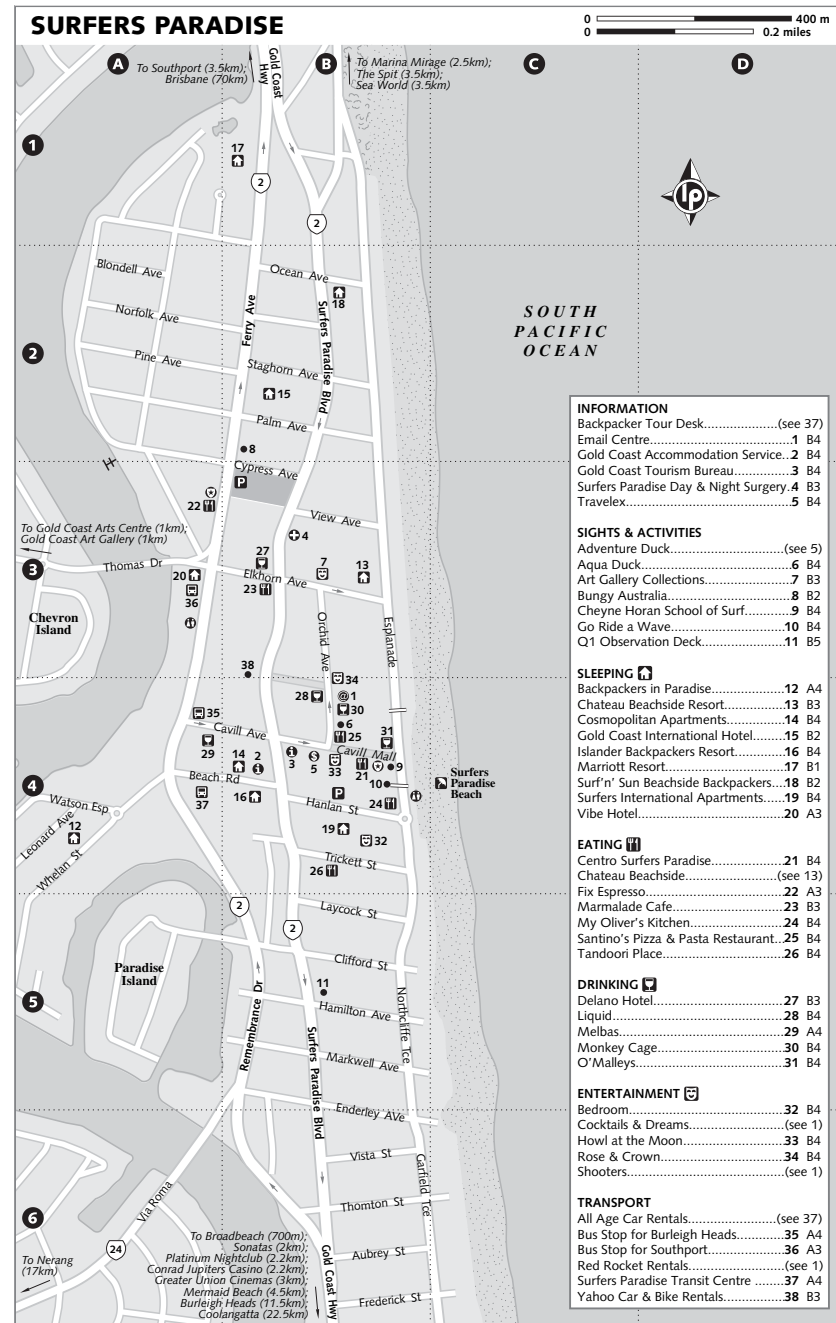 SURFERS PARADISE
0 400 m
0 0.2 miles
A
B
C
D
To Southport (3.5km);
Brisbane (70km)
Gold Coast
Hwy
To Marina Mirage (2.5km);
The Spit (3.5km);
Sea World (3.5km)
1
17
2
2
lp
Blondell Ave
Ocean Ave
18
Norfolk Ave
Ferry Ave
Surfers Paradise Blvd
SOUTH
PACIFIC
OCEAN
2
Pine Ave
Staghorn Ave
15
Palm Ave
8
Cypress Ave
P
22
View Ave
4
To Gold Coast Arts Centre (1km);
Gold Coast Art Gallery (1km)
3
Thomas Dr
27
7
13
20
Elkhorn Ave
23
36
Chevron
Island
Orchid Ave
Esplanade
38
34
28
@ 1
30
35
6
31
Cavill Ave
25
Cavill Mall
29
14
2
3
5
33
21
9
Beach Rd
10
Surfers
Paradise
Beach
4
37
16
P
Hanlan St
24
Watson Esp
12
Leonard Ave
Whelan St
19
32
Trickett St
26
2
Laycock St
2
Clifford St
Paradise
Island
11
5
Hamilton Ave
Northcliffe Tce
Remembrance Dr
Surfers Paradise Blvd
Markwell Ave
Enderley AVe
Vista St
Garfield Tce
Via Roma
Thomton St
6
24
To Nerang
(17km)
To Broadbeach (700m);
Sonatas (2km);
Platinum Nightclub (2.2km);
Conrad Jupiters Casino (2.2km);
Greater Union Cinemas (3km);
Mermaid Beach (4.5km);
Burleigh Heads (11.5km);
Coolangatta (22.5km)
Gold Coast Hwy
Aubrey St
Frederick St
INFORMATION
Backpacker Tour Desk....................(see 37)
Email Centre....................................1 B4
Gold Coast Accommodation Service..2 B4
Gold Coast Tourism Bureau..............3 B4
Surfers Paradise Day & Night Surgery.4 B3
Travelex..........................................5 B4
SIGHTS & ACTIVITIES
Adventure Duck..............................(see 5)
Aqua Duck......................................6 B4
Art Gallery Collections.....................7 B3
Bungy Australia...............................8 B2
Cheyne Horan School of Surf...........9 B4
Go Ride a Wave.............................10 B4
Q1 Observation Deck.....................11 B5
SLEEPING
Backpackers in Paradise..................12 A4
Chateau Beachside Resort...............13 B3
Cosmopolitan Apartments...............14 B4
Gold Coast International Hotel........15 B2
Islander Backpackers Resort............16 B4
Marriott Resort...............................17 B1
Surf'n' Sun Beachside Backpackers....18 B2
Surfers International Apartments......19 B4
Vibe Hotel.....................................20 A3
EATING
Centro Surfers Paradise...................21 B4
Chateau Beachside........................(see 13)
Fix Espresso...................................22 A3
Marmalade Cafe............................23 B3
My Oliver's Kitchen........................24 B4
Santino's Pizza & Pasta Restaurant...25 B4
Tandoori Place...............................26 B4
DRINKING
Delano Hotel.................................27 B3
Liquid............................................28 B4
Melbas..........................................29 A4
Monkey Cage................................30 B4
O'Malleys......................................31 B4
ENTERTAINMENT
Bedroom.......................................32 B4
Cocktails & Dreams........................(see 1)
Howl at the Moon..........................33 B4
Rose & Crown................................34 B4
Shooters........................................(see 1)
TRANSPORT
All Age Car Rentals........................(see 37)
Bus Stop for Burleigh Heads............35 A4
Bus Stop for Southport...................36 A3
Red Rocket Rentals.........................(see 1)
Surfers Paradise Transit Centre ........37 A4
Yahoo Car & Bike Rentals...............38 B3